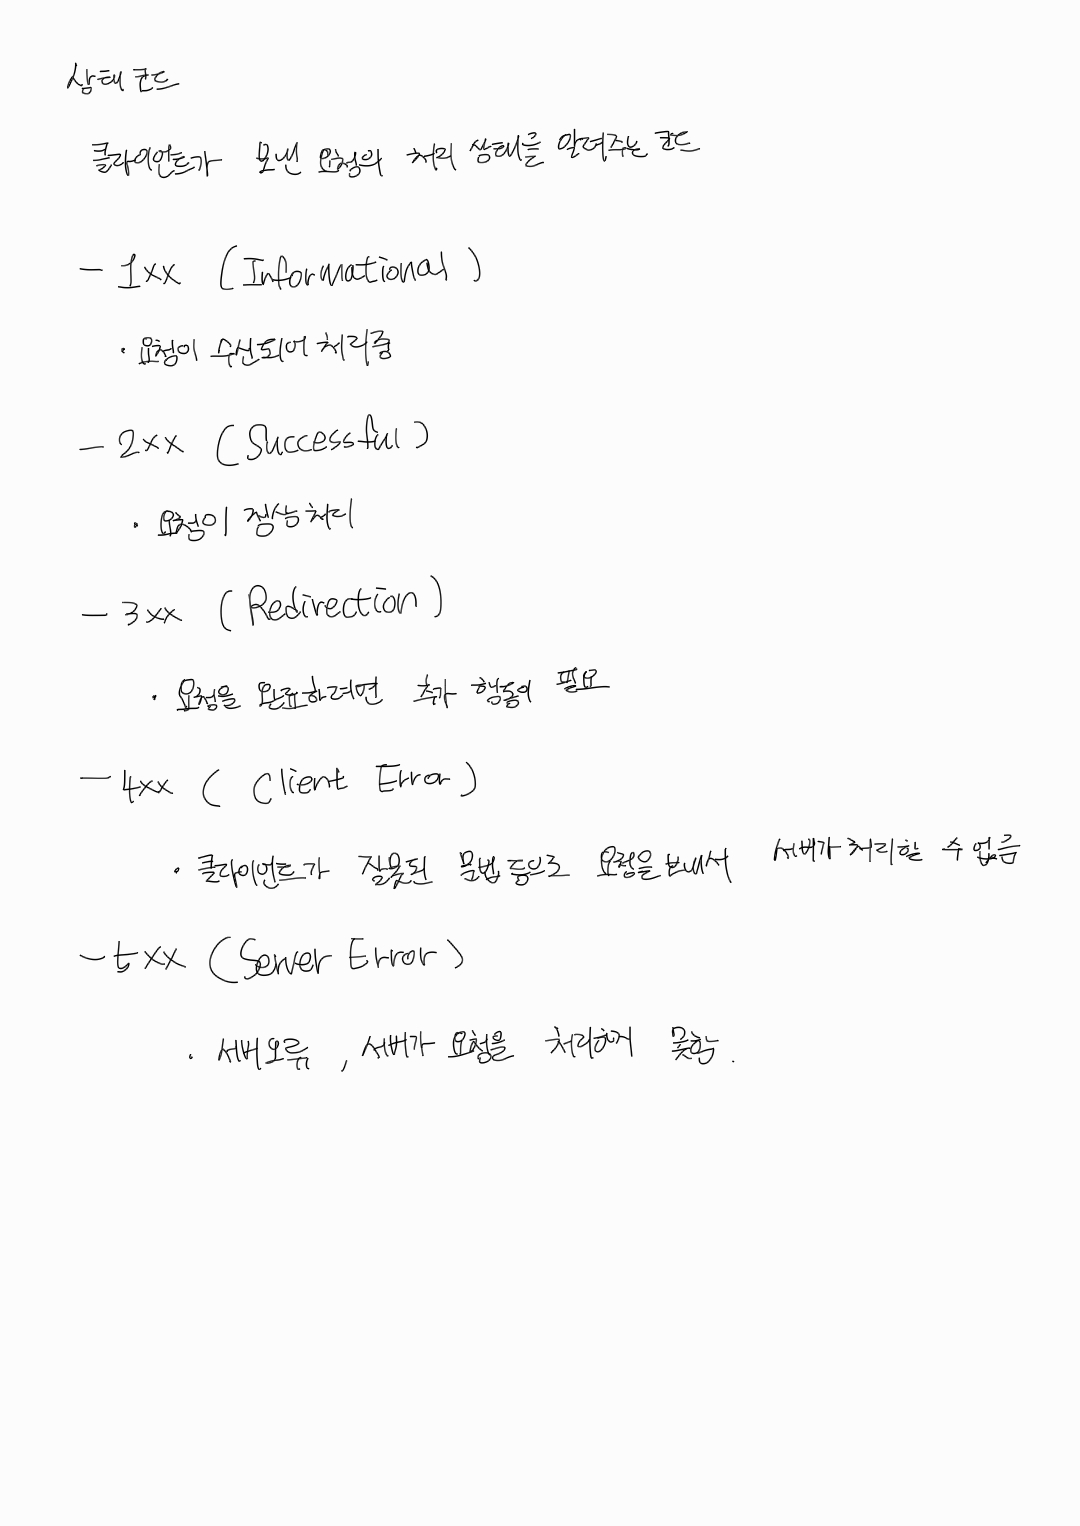 상태 코드
클라이언트가 보낸 요청의 처리 상태를 알려주는 코드
- 1xx (Informational)
· 요청이 수신되어 처리중
- 2xx (Successful)
· 요청이 정상처리
- 3xx (Redirection)
· 요청을 완료하려면 추가 행동이 필요
- 4xx (Client Error)
· 클라이언트가 잘못된 문법 등으로 요청을 보내서 서버가 처리할 수 없음
- 5xx (Server Error)
· 서버오류, 서버가 요청을 처리하지 못함.